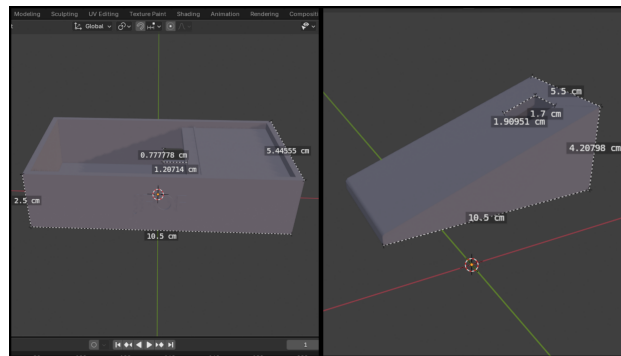 Modeling Sculpting UV Editing Texture Paint Shading Animation Rendering Compositi
Global
0.777778 cm
5.44555 cm
1.20714 cm
2.5 cm
10.5 cm
1
5.5 cm
1.7 cm
1.90951 cm
4.20798 cm
10.5 cm